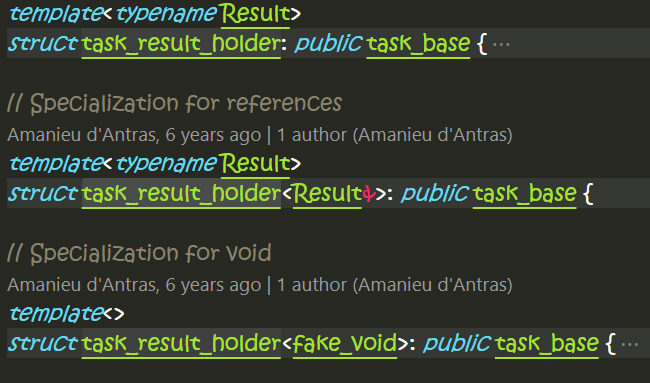 template<typename Result>
struct task_result_holder: public task_base { ···
// Specialization for references
Amanieu d'Antras, 6 years ago | 1 author (Amanieu d'Antras)
template<typename Result>
struct task_result_holder<Result&>: public task_base {
// Specialization for void
Amanieu d'Antras, 6 years ago | 1 author (Amanieu d'Antras)
template<>
struct task_result_holder<fake_void>: public task_base { ···